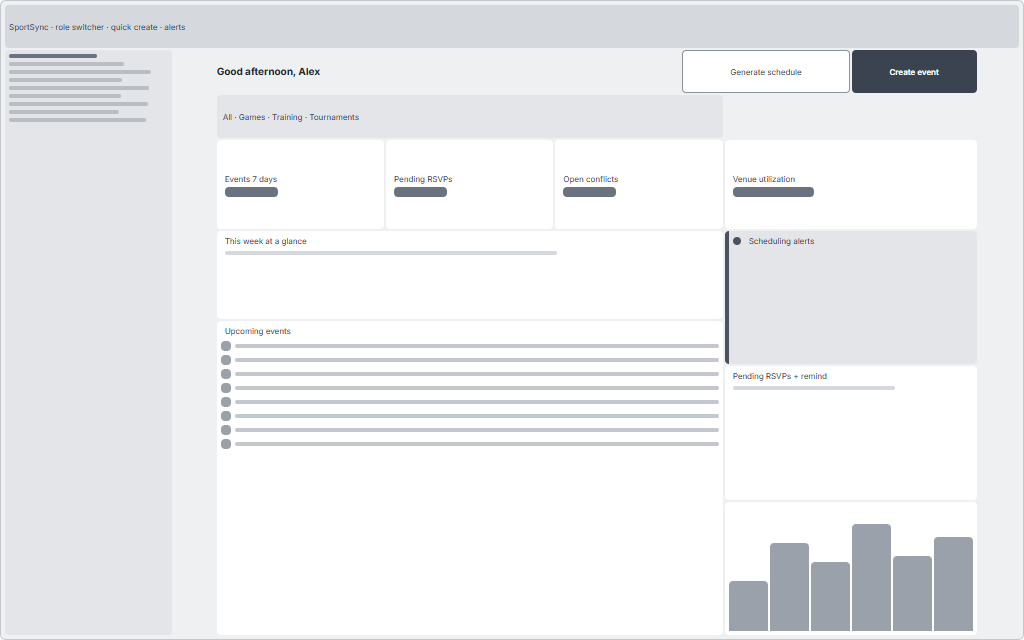 SportSync · role switcher · quick create · alerts
Good afternoon, Alex
Generate schedule
Create event
All · Games · Training · Tournaments
Events 7 days
Pending RSVPs
Open conflicts
Venue utilization
This week at a glance
Scheduling alerts
Upcoming events
Pending RSVPs + remind